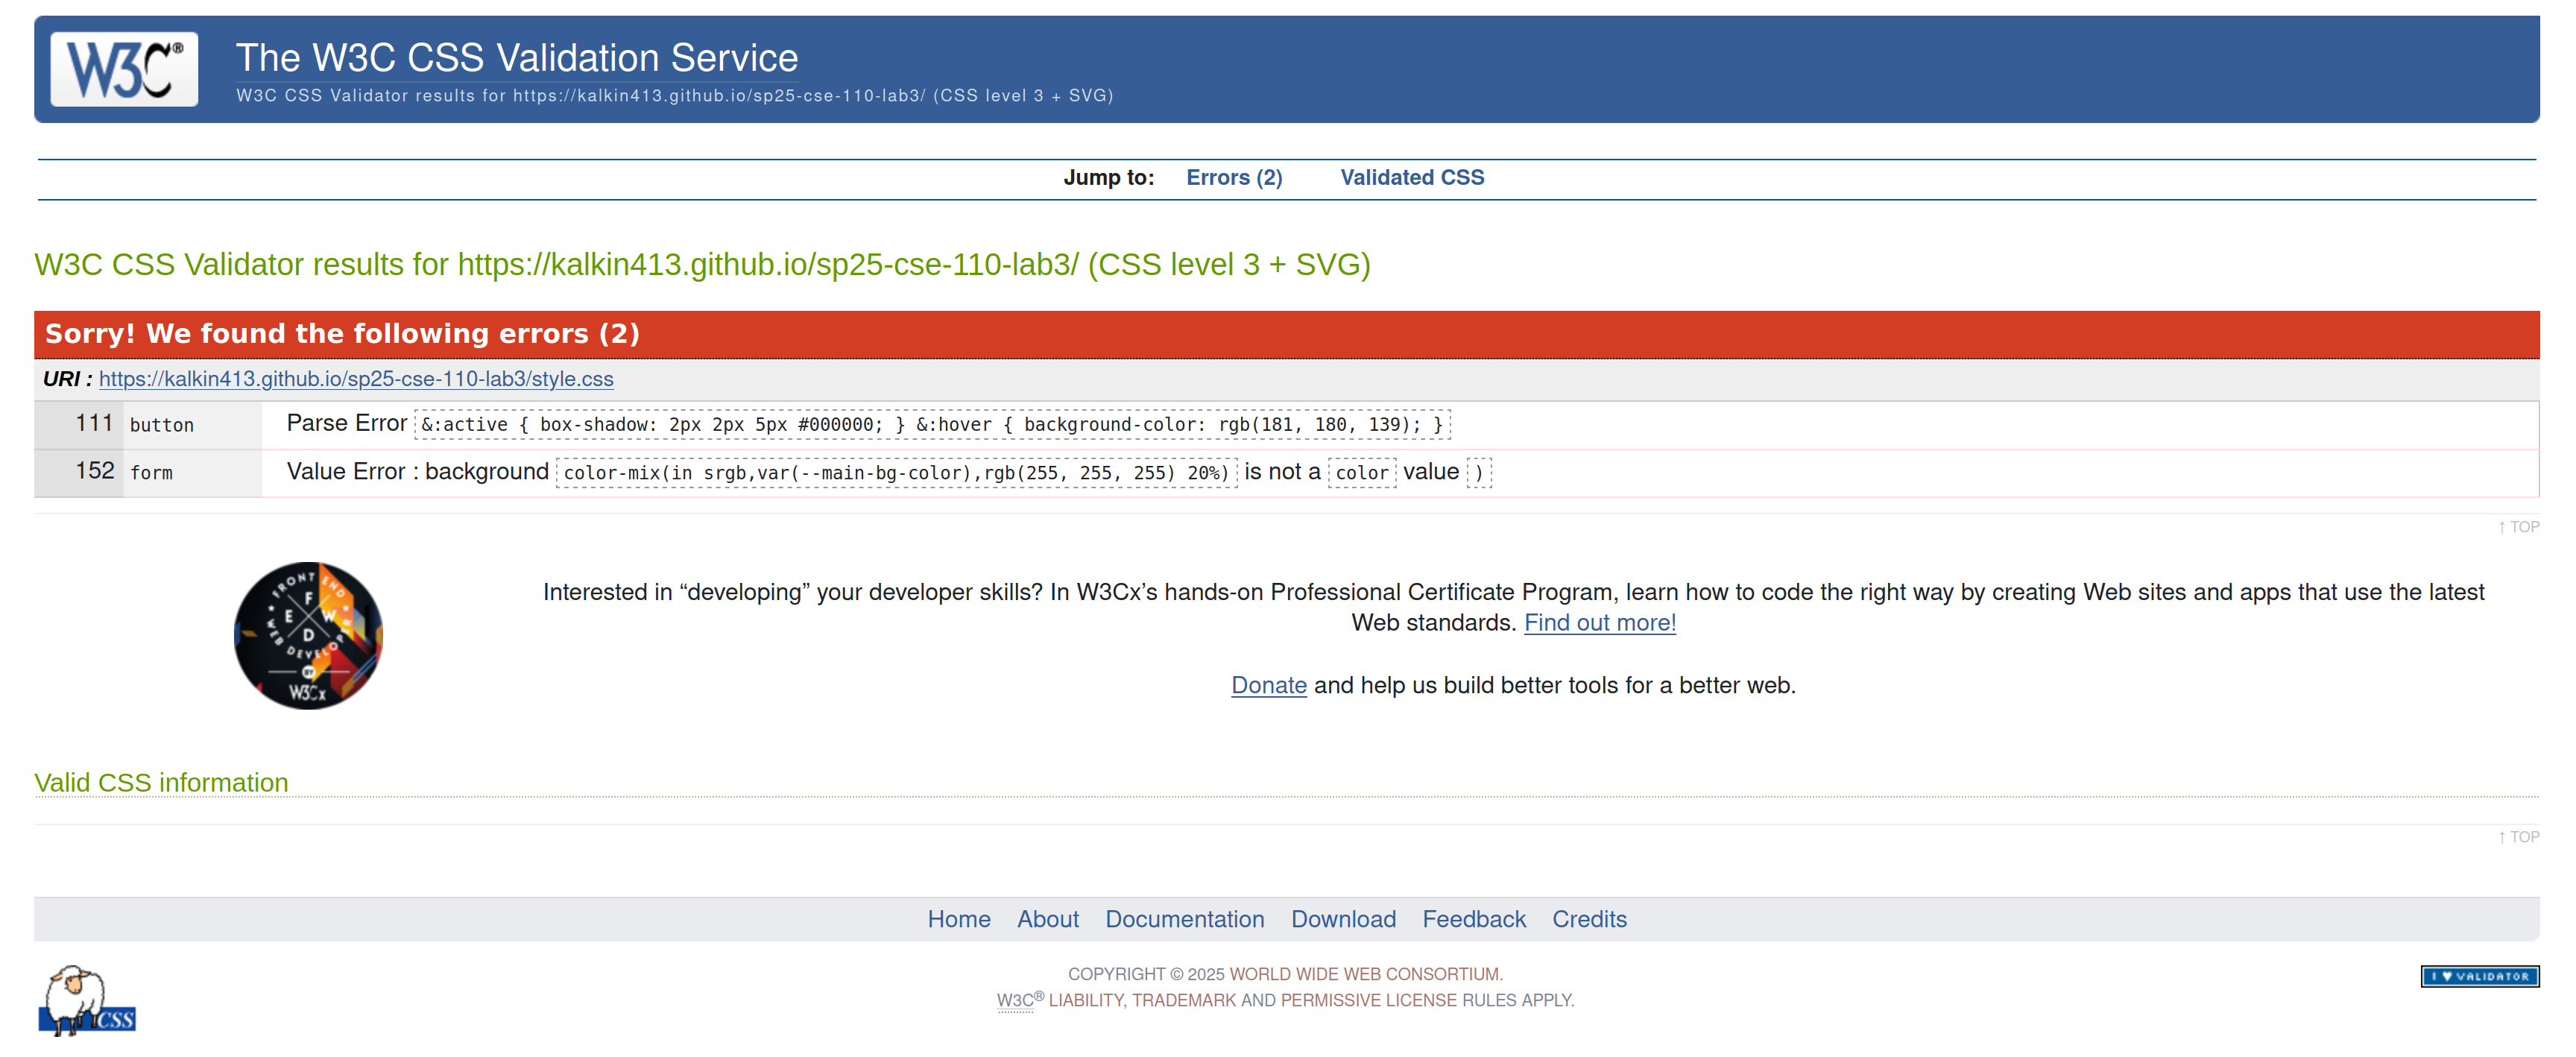 W3C®
The W3C CSS Validation Service
W3C CSS Validator results for https://kalkin413.github.io/sp25-cse-110-lab3/ (CSS level 3 + SVG)
Jump to: Errors (2) Validated CSS
W3C CSS Validator results for https://kalkin413.github.io/sp25-cse-110-lab3/ (CSS level 3 + SVG)
Sorry! We found the following errors (2)
URI : https://kalkin413.github.io/sp25-cse-110-lab3/style.css
111 button Parse Error &:active { box-shadow: 2px 2px 5px #000000; } &:hover { background-color: rgb(181, 180, 139); }
152 form Value Error : background color-mix(in srgb,var(--main-bg-color),rgb(255, 255, 255) 20%) is not a color value )
↑ TOP
FRONT END
F
E W
D
WEB DEVELOPER
BY
W3Cx
Interested in “developing” your developer skills? In W3Cx’s hands-on Professional Certificate Program, learn how to code the right way by creating Web sites and apps that use the latest
Web standards. Find out more!
Donate and help us build better tools for a better web.
Valid CSS information
↑ TOP
Home About Documentation Download Feedback Credits
CSS
COPYRIGHT © 2025 WORLD WIDE WEB CONSORTIUM.
W3C® LIABILITY, TRADEMARK AND PERMISSIVE LICENSE RULES APPLY.
I ♥ VALIDATOR